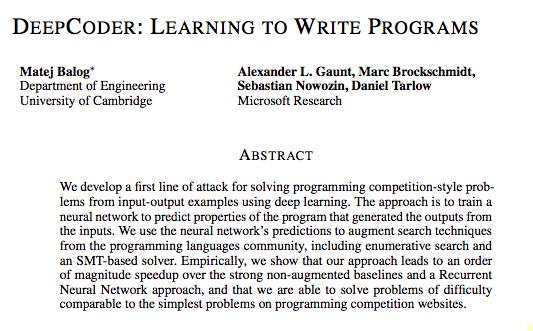 DEEPCODER: LEARNING TO WRITE PROGRAMS
Matej Balog*
Department of Engineering
University of Cambridge
Alexander L. Gaunt, Marc Brockschmidt,
Sebastian Nowozin, Daniel Tarlow
Microsoft Research
ABSTRACT
We develop a first line of attack for solving programming competition-style prob-
lems from input-output examples using deep learning. The approach is to train a
neural network to predict properties of the program that generated the outputs from
the inputs. We use the neural network's predictions to augment search techniques
from the programming languages community, including enumerative search and
an SMT-based solver. Empirically, we show that our approach leads to an order
of magnitude speedup over the strong non-augmented baselines and a Recurrent
Neural Network approach, and that we are able to solve problems of difficulty
comparable to the simplest problems on programming competition websites.